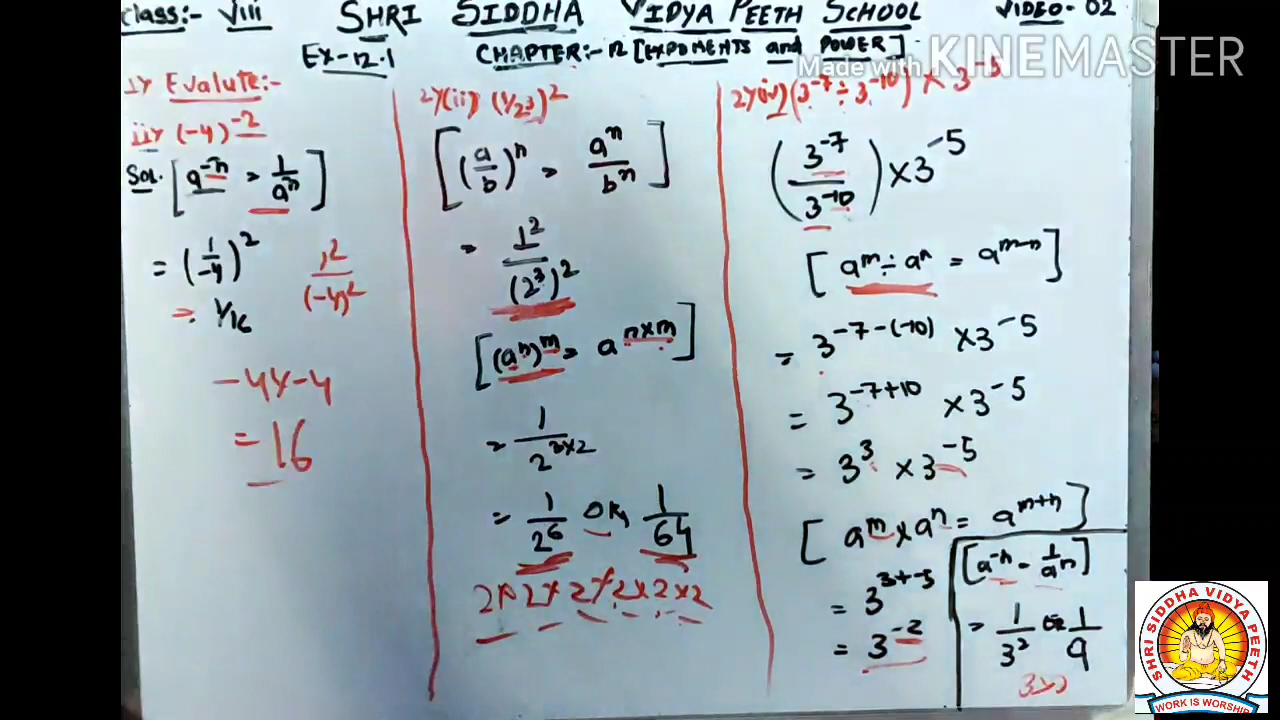 Class:- VIII SHRI SIDDHA VIDYA PEETH SCHOOL VIDEO-02
Ex-12.1 CHAPTER:- 12 [EXPONENTS and POWER]
Made with KINEMASTER
1) Evalute:-
ii) (-4)^-2
Sol. [a^-n = 1/a^n]
= (1/-4)^2
1^2/(-4)^2
= 1/16
-4x-4
= 16
2)(ii) (1/2^3)^2
[(a/b)^n = a^n/b^n]
= 1^2/(2^3)^2
[(a^n)^m = a^n×m]
= 1/2^3×2
= 1/2^6 OR, 1/64
2×2×2×2×2×2
2)(iv) (3^-7 ÷ 3^-10) × 3^-5
(3^-7/3^-10) × 3^-5
[a^m ÷ a^n = a^m-n]
= 3^-7-(-10) × 3^-5
= 3^-7+10 × 3^-5
= 3^3 × 3^-5
[a^m × a^n = a^m+n]
= 3^3+-5
= 3^-2
[a^-n = 1/a^n]
= 1/3^2 or 1/9
SHRI SIDDHA VIDYA PEETH
WORK IS WORSHIP